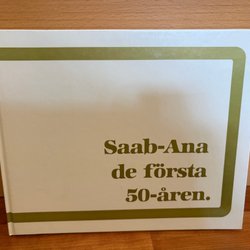 Saab-Ana
de första
50-åren.